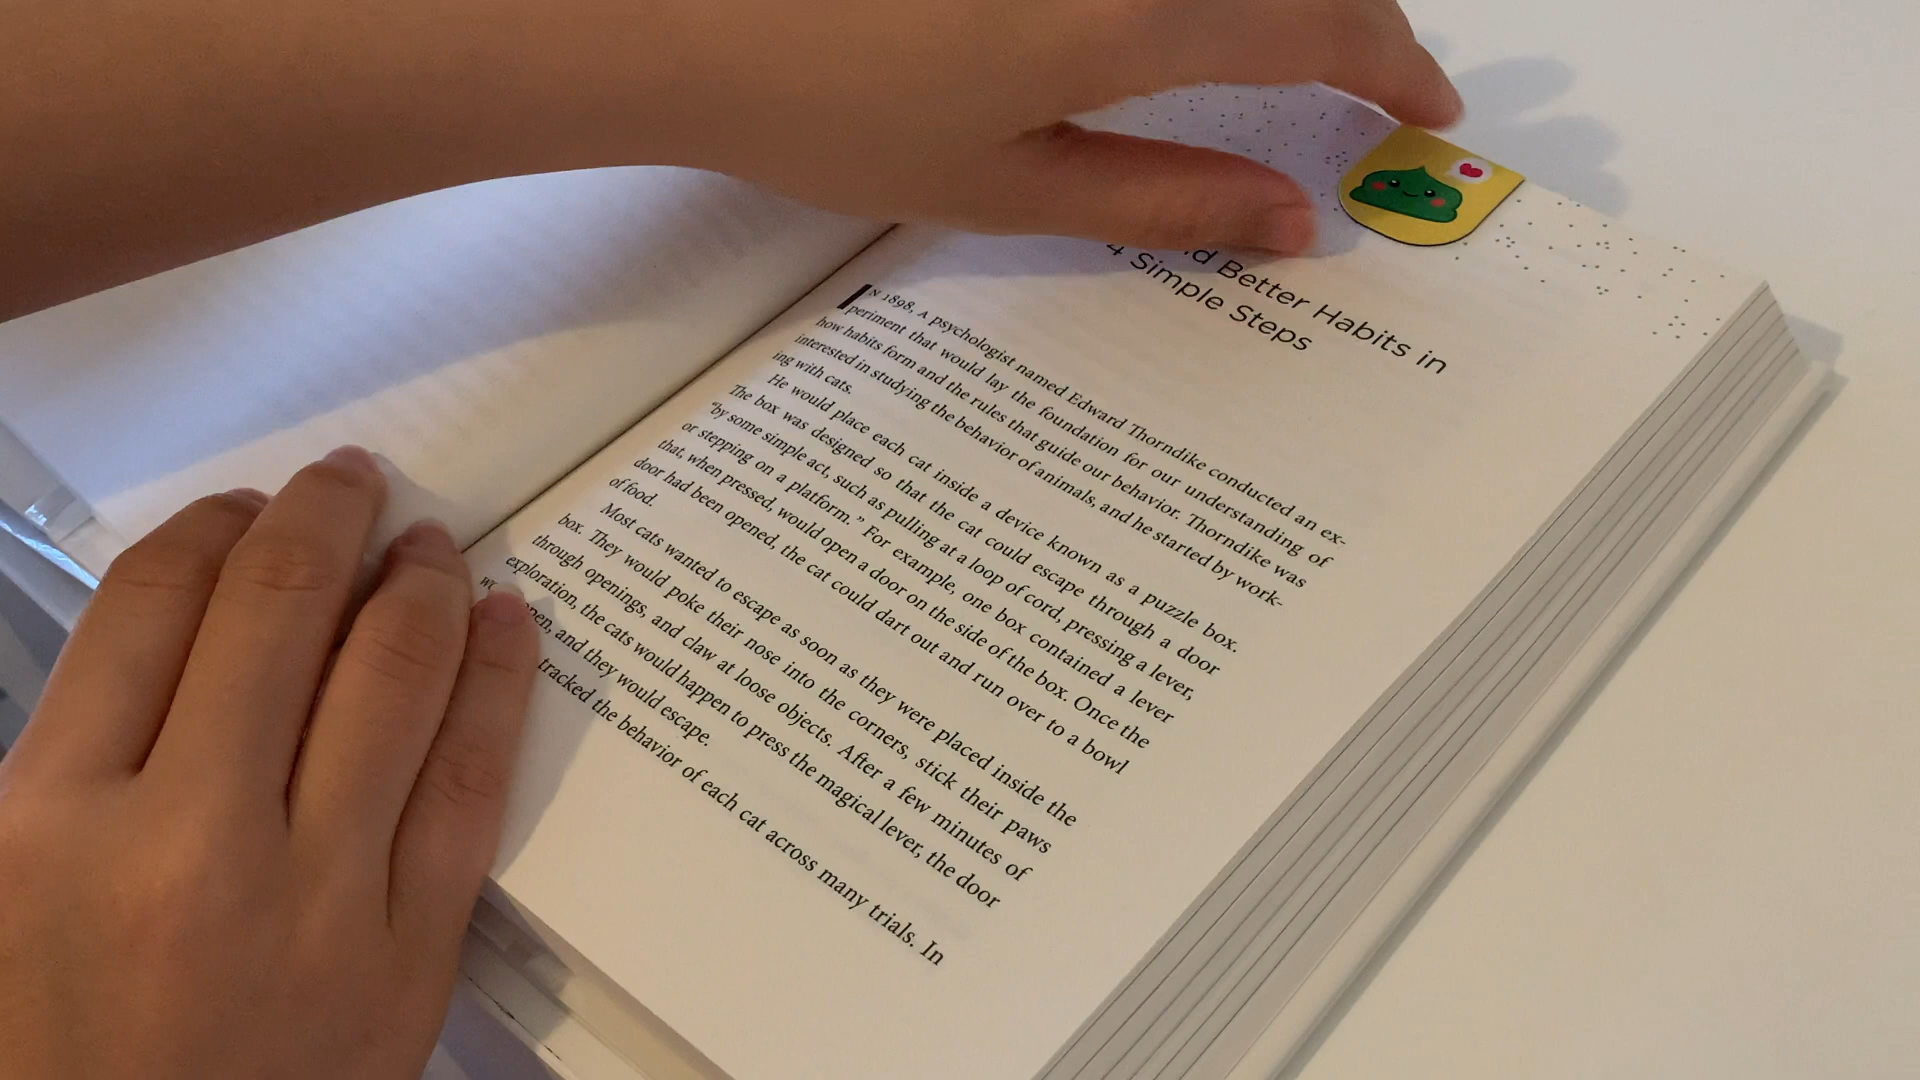 Better Habits in
4 Simple Steps
IN 1898, A psychologist named Edward Thorndike conducted an ex-
periment that would lay the foundation for our understanding of
how habits form and the rules that guide our behavior. Thorndike was
interested in studying the behavior of animals, and he started by work-
ing with cats.
He would place each cat inside a device known as a puzzle box.
The box was designed so that the cat could escape through a door
“by some simple act, such as pulling at a loop of cord, pressing a lever,
or stepping on a platform.” For example, one box contained a lever
that, when pressed, would open a door on the side of the box. Once the
door had been opened, the cat could dart out and run over to a bowl
of food.
Most cats wanted to escape as soon as they were placed inside the
box. They would poke their nose into the corners, stick their paws
through openings, and claw at loose objects. After a few minutes of
exploration, the cats would happen to press the magical lever, the door
and they would escape.
tracked the behavior of each cat across many trials. In